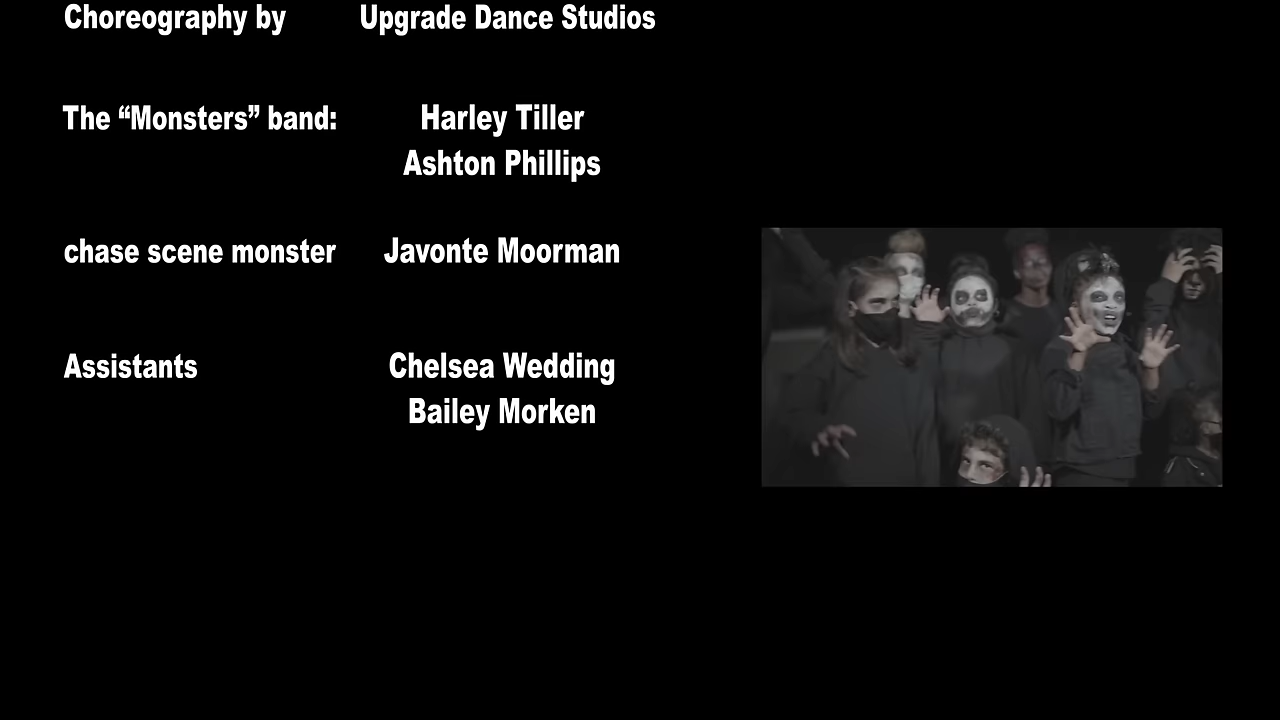 Choreography by Upgrade Dance Studios
The “Monsters” band: Harley Tiller
Ashton Phillips
chase scene monster Javonte Moorman
Assistants Chelsea Wedding
Bailey Morken